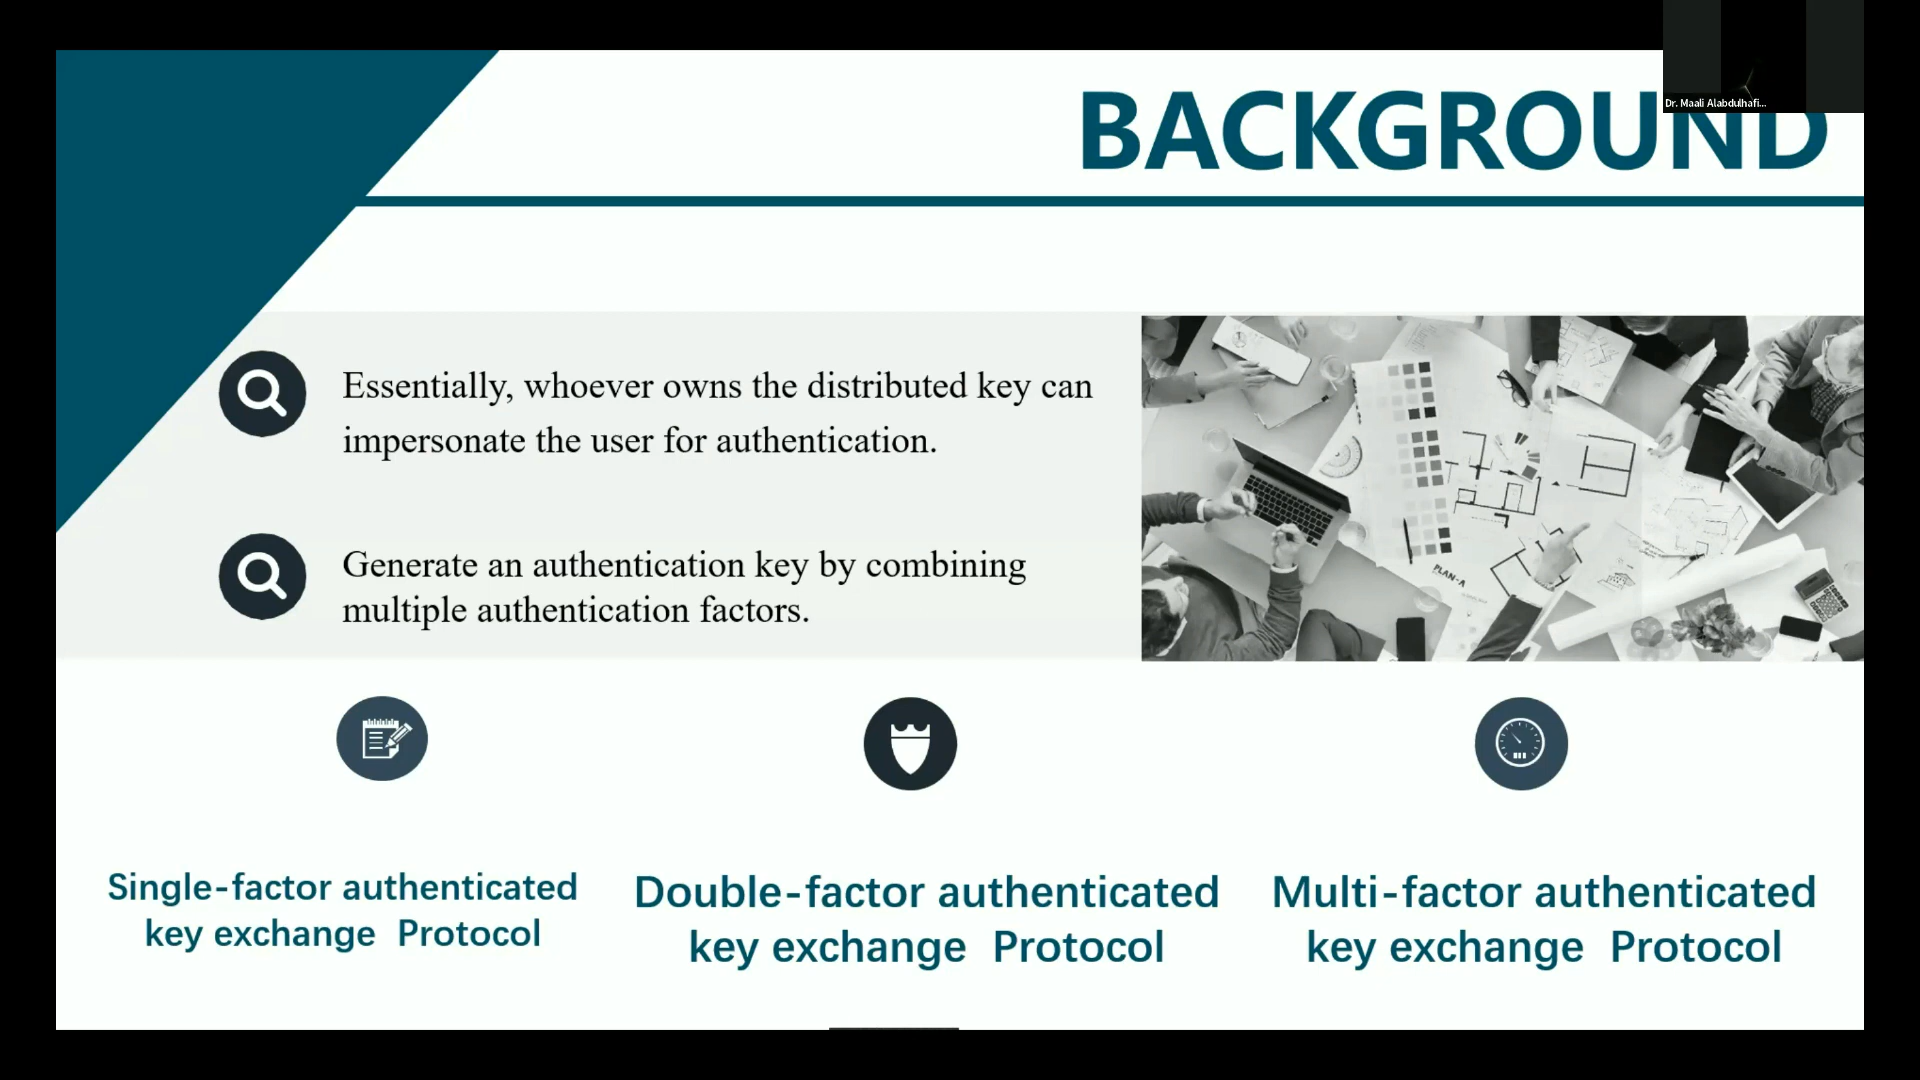 BACKGROUND
Dr. Maali Alabdulhafi...
Essentially, whoever owns the distributed key can
impersonate the user for authentication.
Generate an authentication key by combining
multiple authentication factors.
PLAN-A
Single-factor authenticated
key exchange Protocol
Double-factor authenticated
key exchange Protocol
Multi-factor authenticated
key exchange Protocol